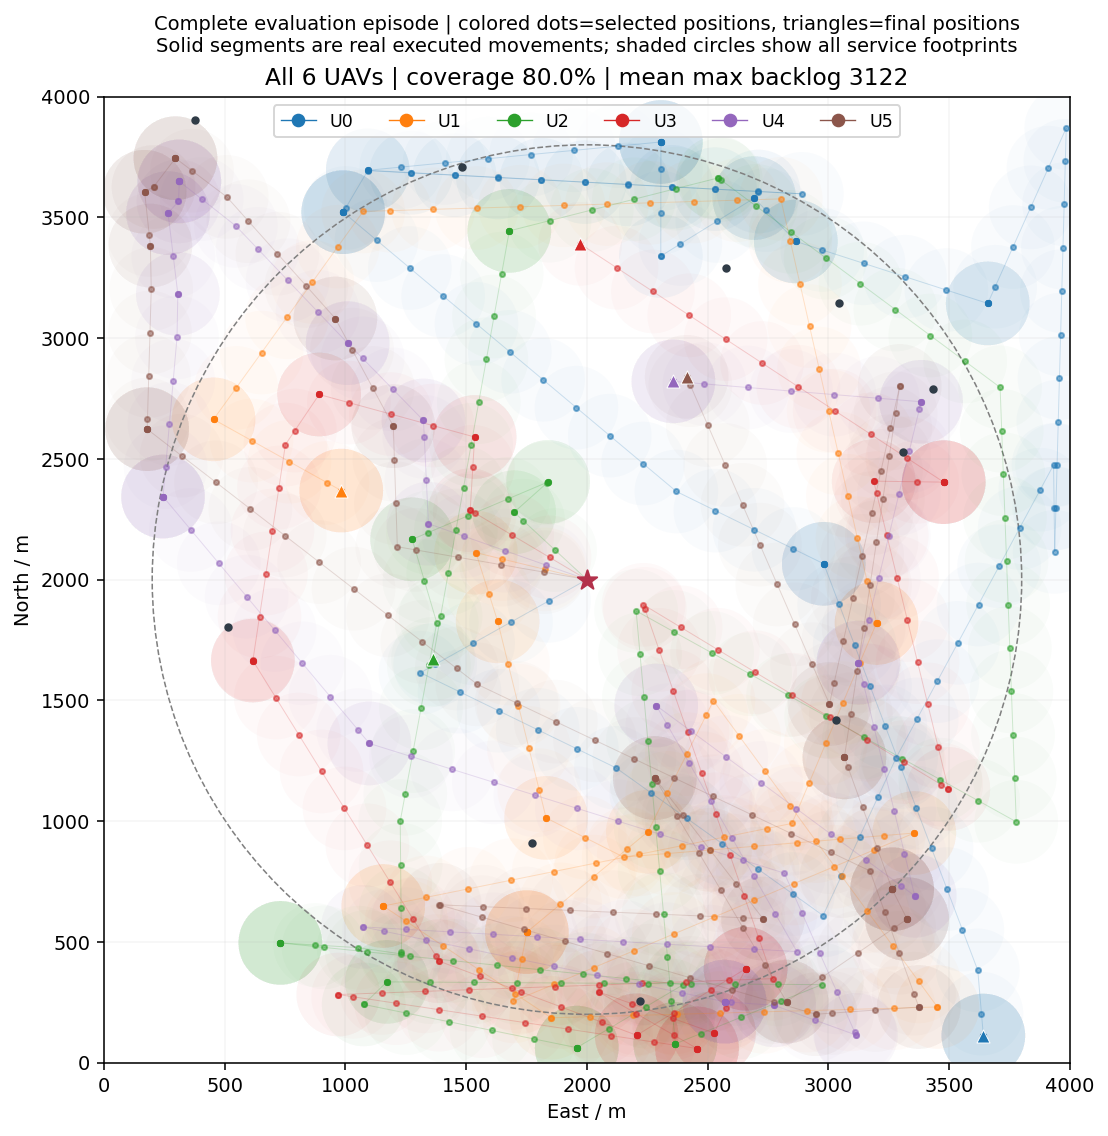 Complete evaluation episode | colored dots=selected positions, triangles=final positions
Solid segments are real executed movements; shaded circles show all service footprints
All 6 UAVs | coverage 80.0% | mean max backlog 3122
U0 U1 U2 U3 U4 U5
4000
3500
3000
2500
2000
1500
1000
500
0
North / m
0 500 1000 1500 2000 2500 3000 3500 4000
East / m